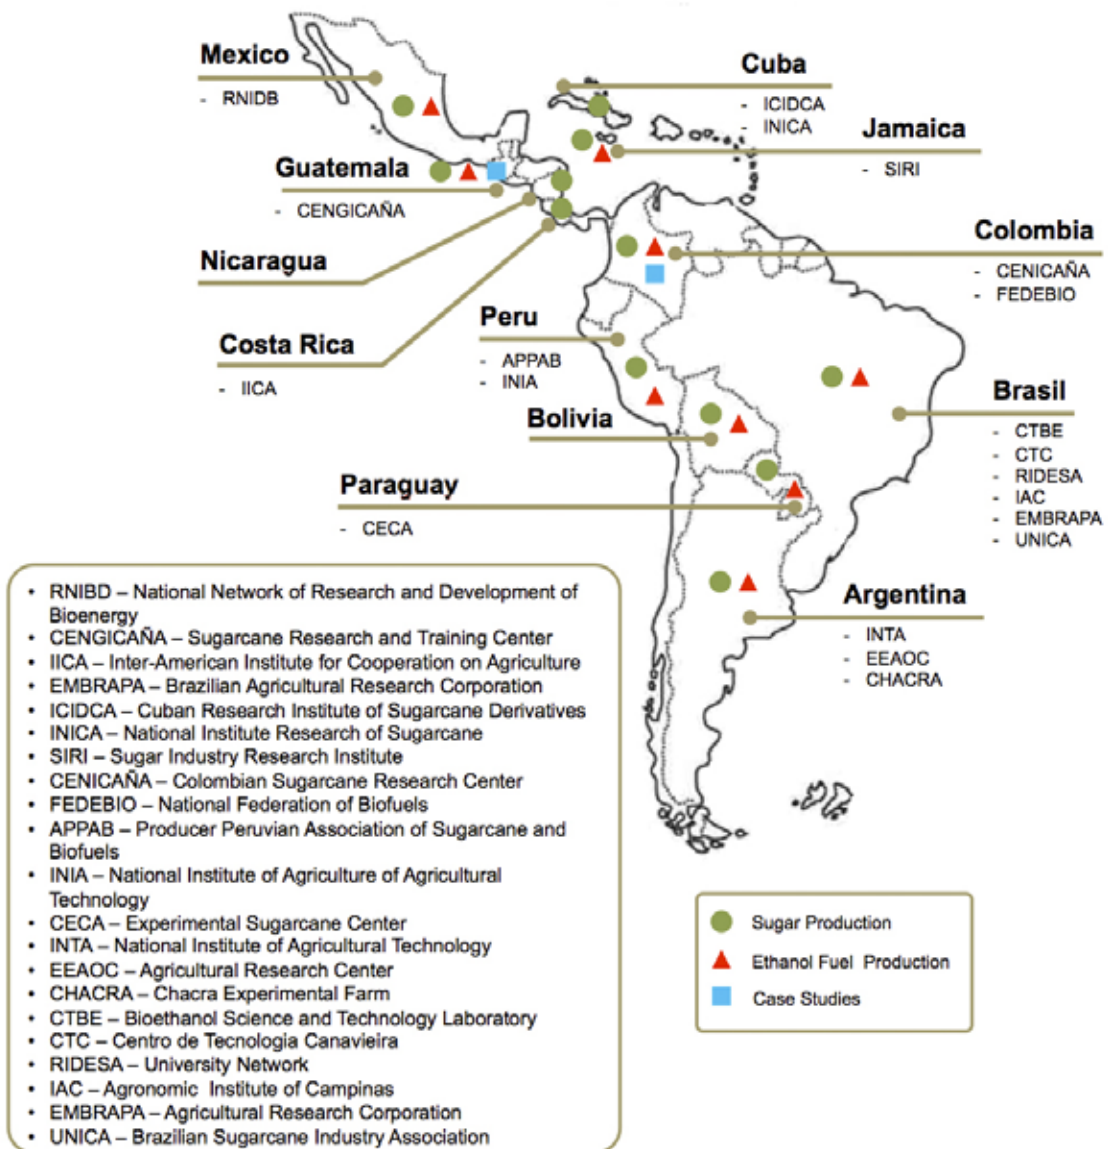 Mexico
- RNIDB
Cuba
- ICIDCA
- INICA
Jamaica
- SIRI
Guatemala
- CENGICAÑA
Nicaragua
Costa Rica
- IICA
Colombia
- CENICAÑA
- FEDEBIO
Peru
- APPAB
- INIA
Bolivia
Brasil
- CTBE
- CTC
- RIDESA
- IAC
- EMBRAPA
- UNICA
Paraguay
- CECA
Argentina
- INTA
- EEAOC
- CHACRA
• RNIBD – National Network of Research and Development of
Bioenergy
• CENGICAÑA – Sugarcane Research and Training Center
• IICA – Inter-American Institute for Cooperation on Agriculture
• EMBRAPA – Brazilian Agricultural Research Corporation
• ICIDCA – Cuban Research Institute of Sugarcane Derivatives
• INICA – National Institute Research of Sugarcane
• SIRI – Sugar Industry Research Institute
• CENICAÑA – Colombian Sugarcane Research Center
• FEDEBIO – National Federation of Biofuels
• APPAB – Producer Peruvian Association of Sugarcane and
Biofuels
• INIA – National Institute of Agriculture of Agricultural
Technology
• CECA – Experimental Sugarcane Center
• INTA – National Institute of Agricultural Technology
• EEAOC – Agricultural Research Center
• CHACRA – Chacra Experimental Farm
• CTBE – Bioethanol Science and Technology Laboratory
• CTC – Centro de Tecnologia Canavieira
• RIDESA – University Network
• IAC – Agronomic Institute of Campinas
• EMBRAPA – Agricultural Research Corporation
• UNICA – Brazilian Sugarcane Industry Association
Sugar Production
Ethanol Fuel Production
Case Studies